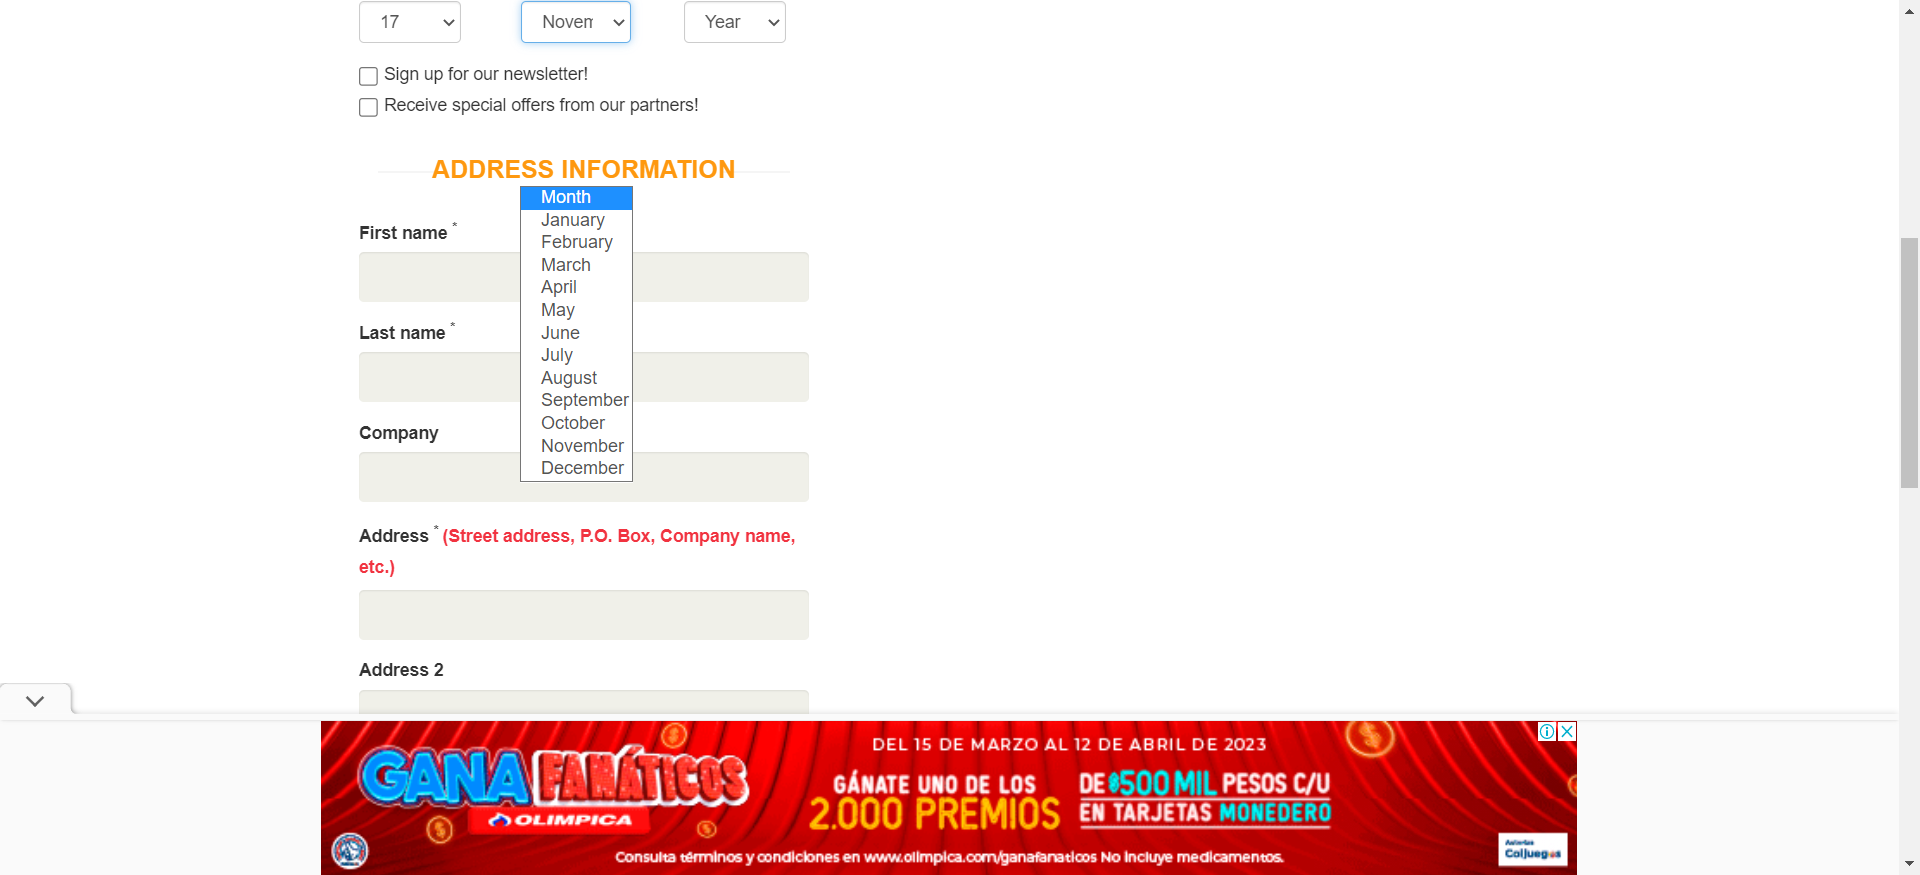 17 Novem Year
Sign up for our newsletter!
Receive special offers from our partners!
ADDRESS INFORMATION
Month
January
February
March
April
May
June
July
August
September
October
November
December
First name *
Last name *
Company
Address * (Street address, P.O. Box, Company name,
etc.)
Address 2
GANA FANÁTICOS
OLIMPICA
DEL 15 DE MARZO AL 12 DE ABRIL DE 2023
GÁNATE UNO DE LOS
2.000 PREMIOS
DE $500 MIL PESOS C/U
EN TARJETAS MONEDERO
Consulta términos y condiciones en www.olimpica.com/ganafanaticos No incluye medicamentos.
Autoriza
Coljuegos